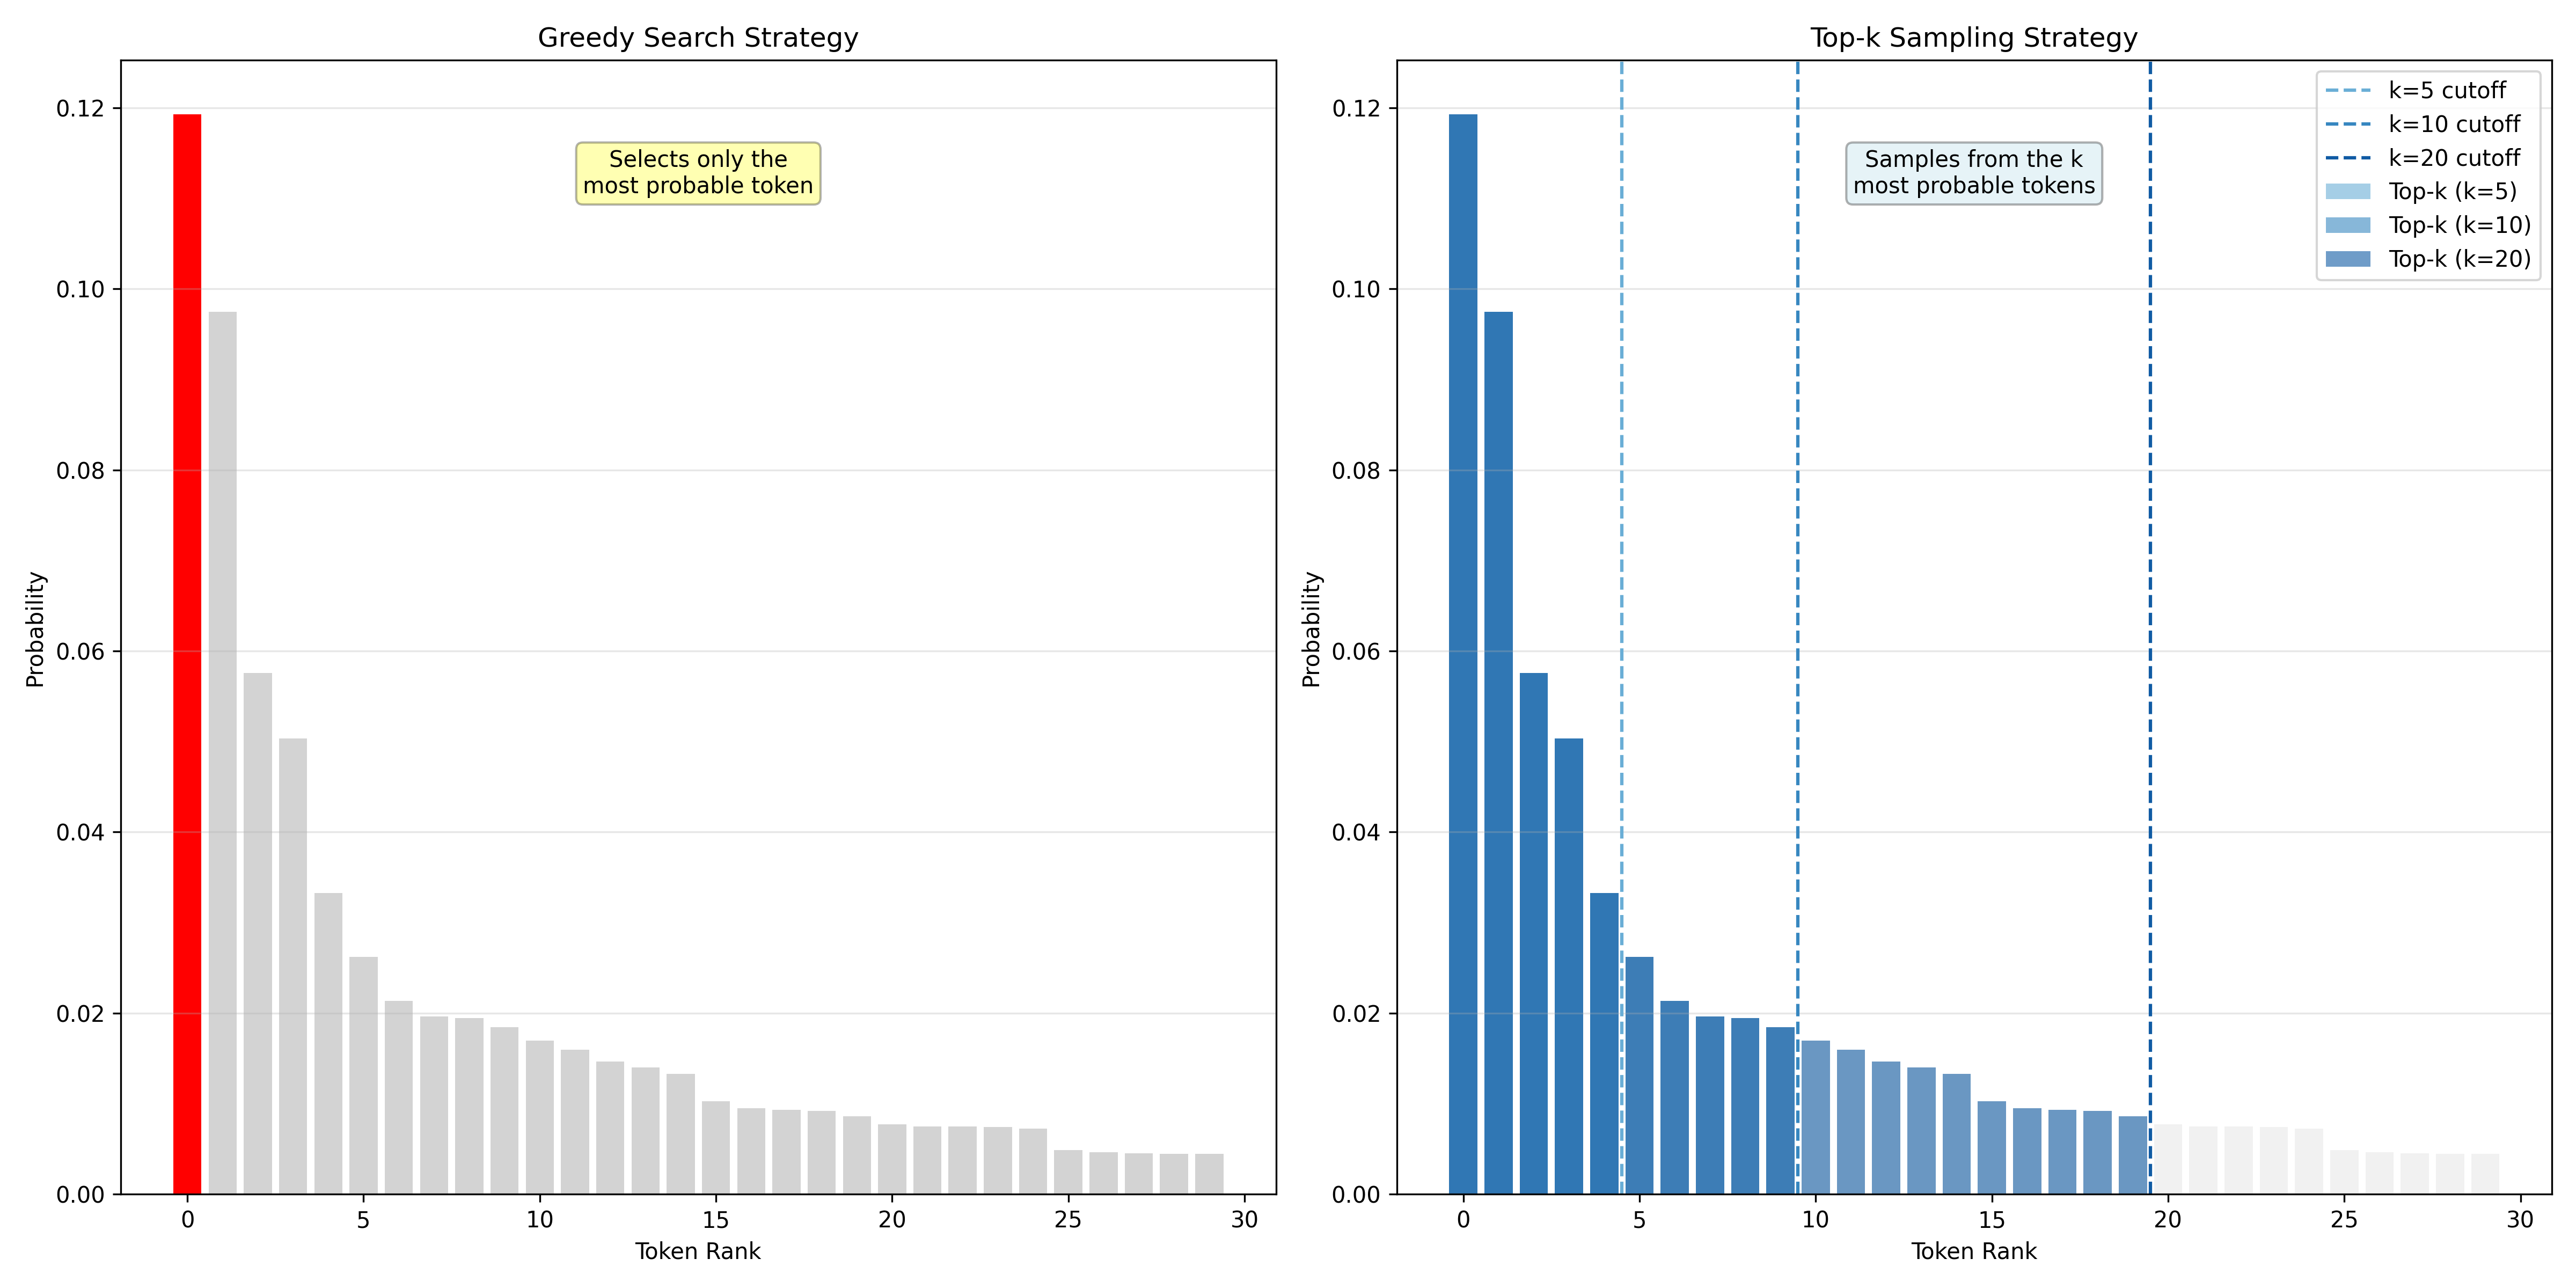 Greedy Search Strategy
Selects only the
most probable token
Probability
0.12
0.10
0.08
0.06
0.04
0.02
0.00
0
5
10
15
20
25
30
Token Rank
Top-k Sampling Strategy
Samples from the k
most probable tokens
k=5 cutoff
k=10 cutoff
k=20 cutoff
Top-k (k=5)
Top-k (k=10)
Top-k (k=20)
Probability
0.12
0.10
0.08
0.06
0.04
0.02
0.00
0
5
10
15
20
25
30
Token Rank